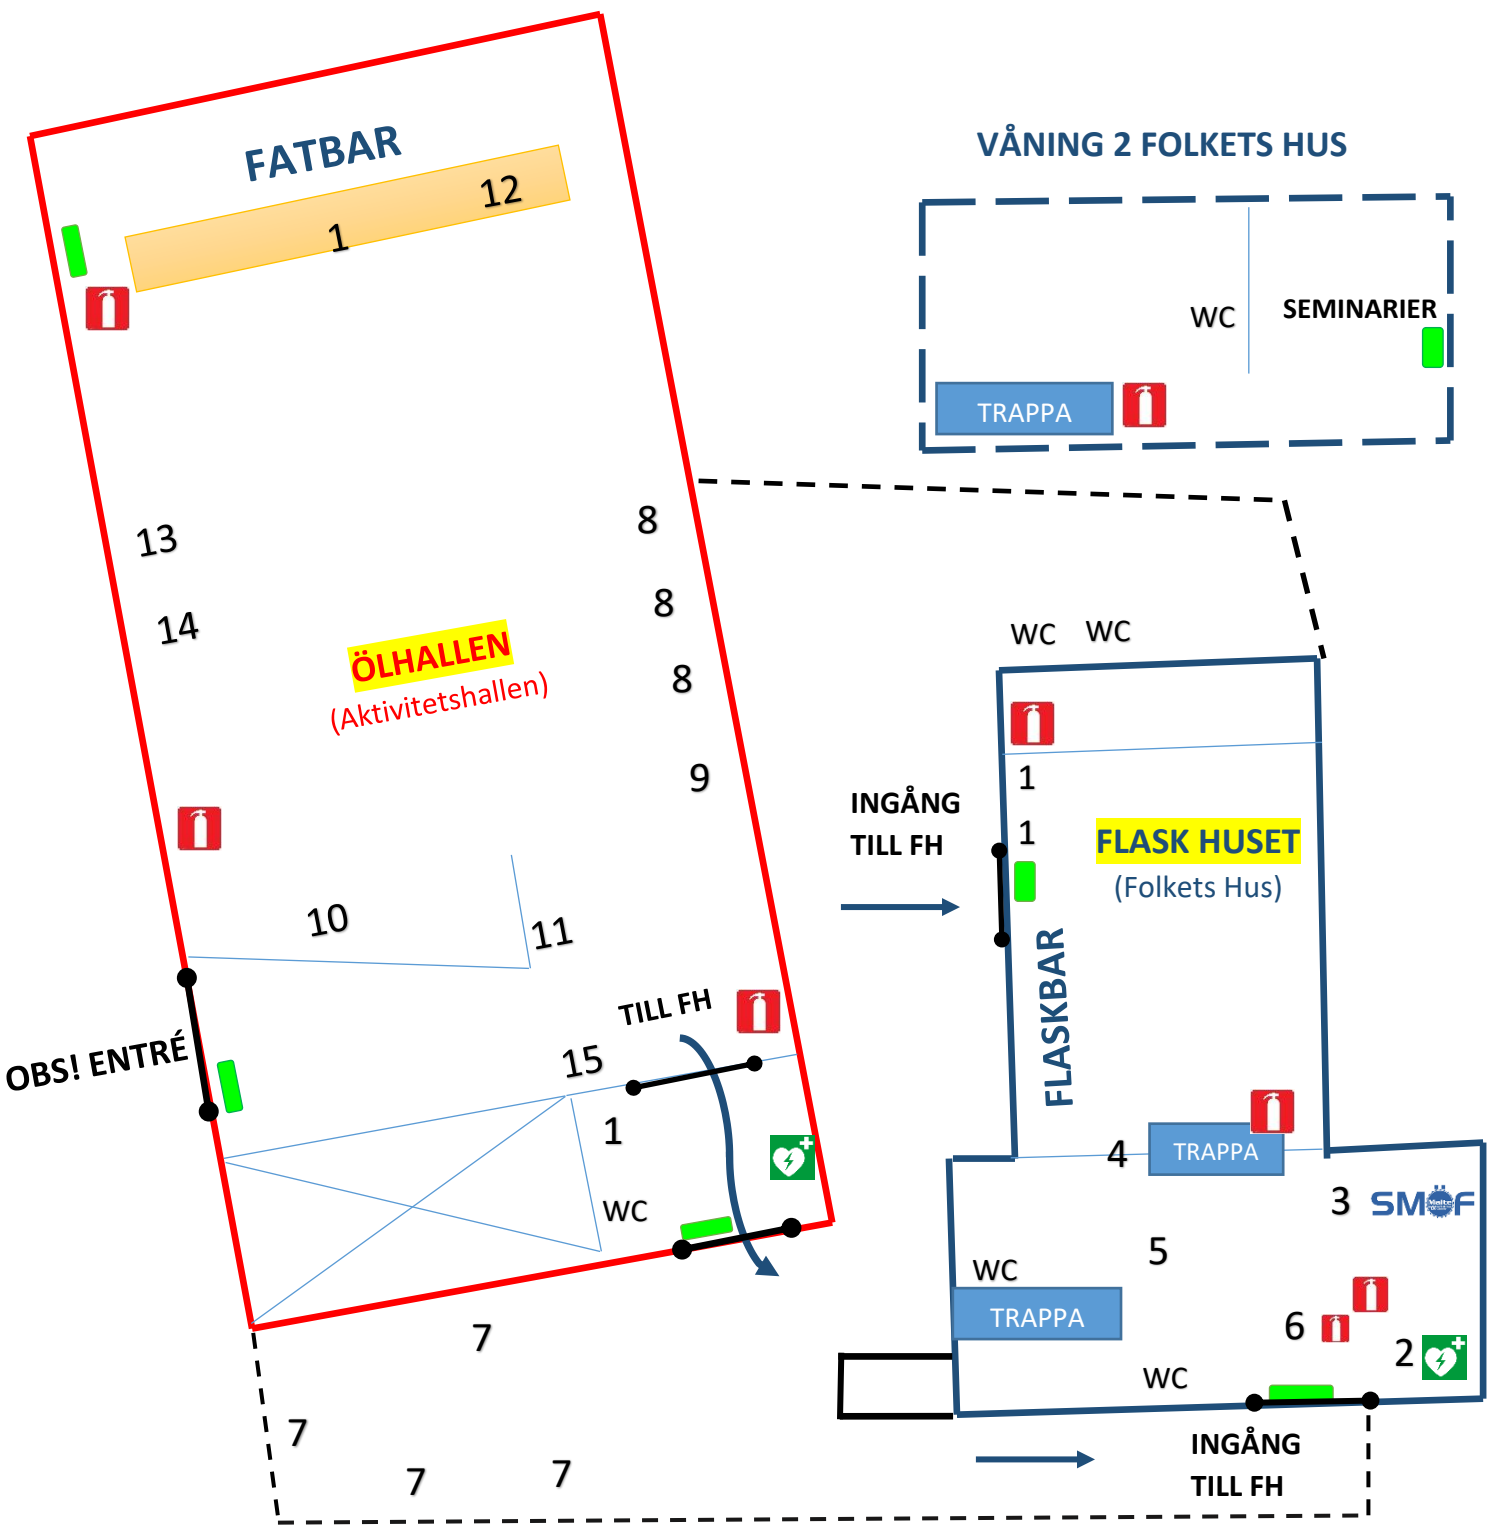 FATBAR
12
1
VÅNING 2 FOLKETS HUS
WC
SEMINARIER
TRAPPA
13
14
8
8
8
9
ÖLHALLEN
(Aktivitetshallen)
10
11
OBS! ENTRÉ
TILL FH
15
1
WC
7
7
7
7
WC WC
INGÅNG
TILL FH
1
1
FLASK HUSET
(Folkets Hus)
FLASKBAR
4
TRAPPA
3
SMÖF
5
WC
TRAPPA
6
2
WC
INGÅNG
TILL FH